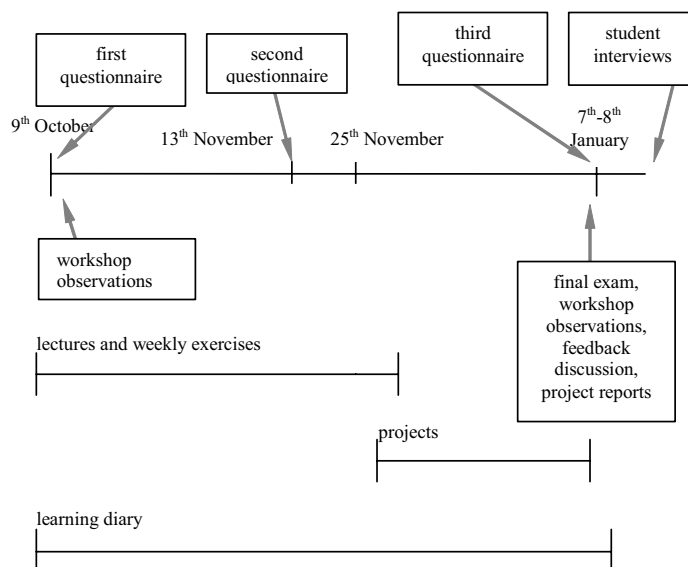 first
questionnaire
second
questionnaire
third
questionnaire
student
interviews
9th October
13th November
25th November
7th-8th
January
workshop
observations
final exam,
workshop
observations,
feedback
discussion,
project reports
lectures and weekly exercises
projects
learning diary